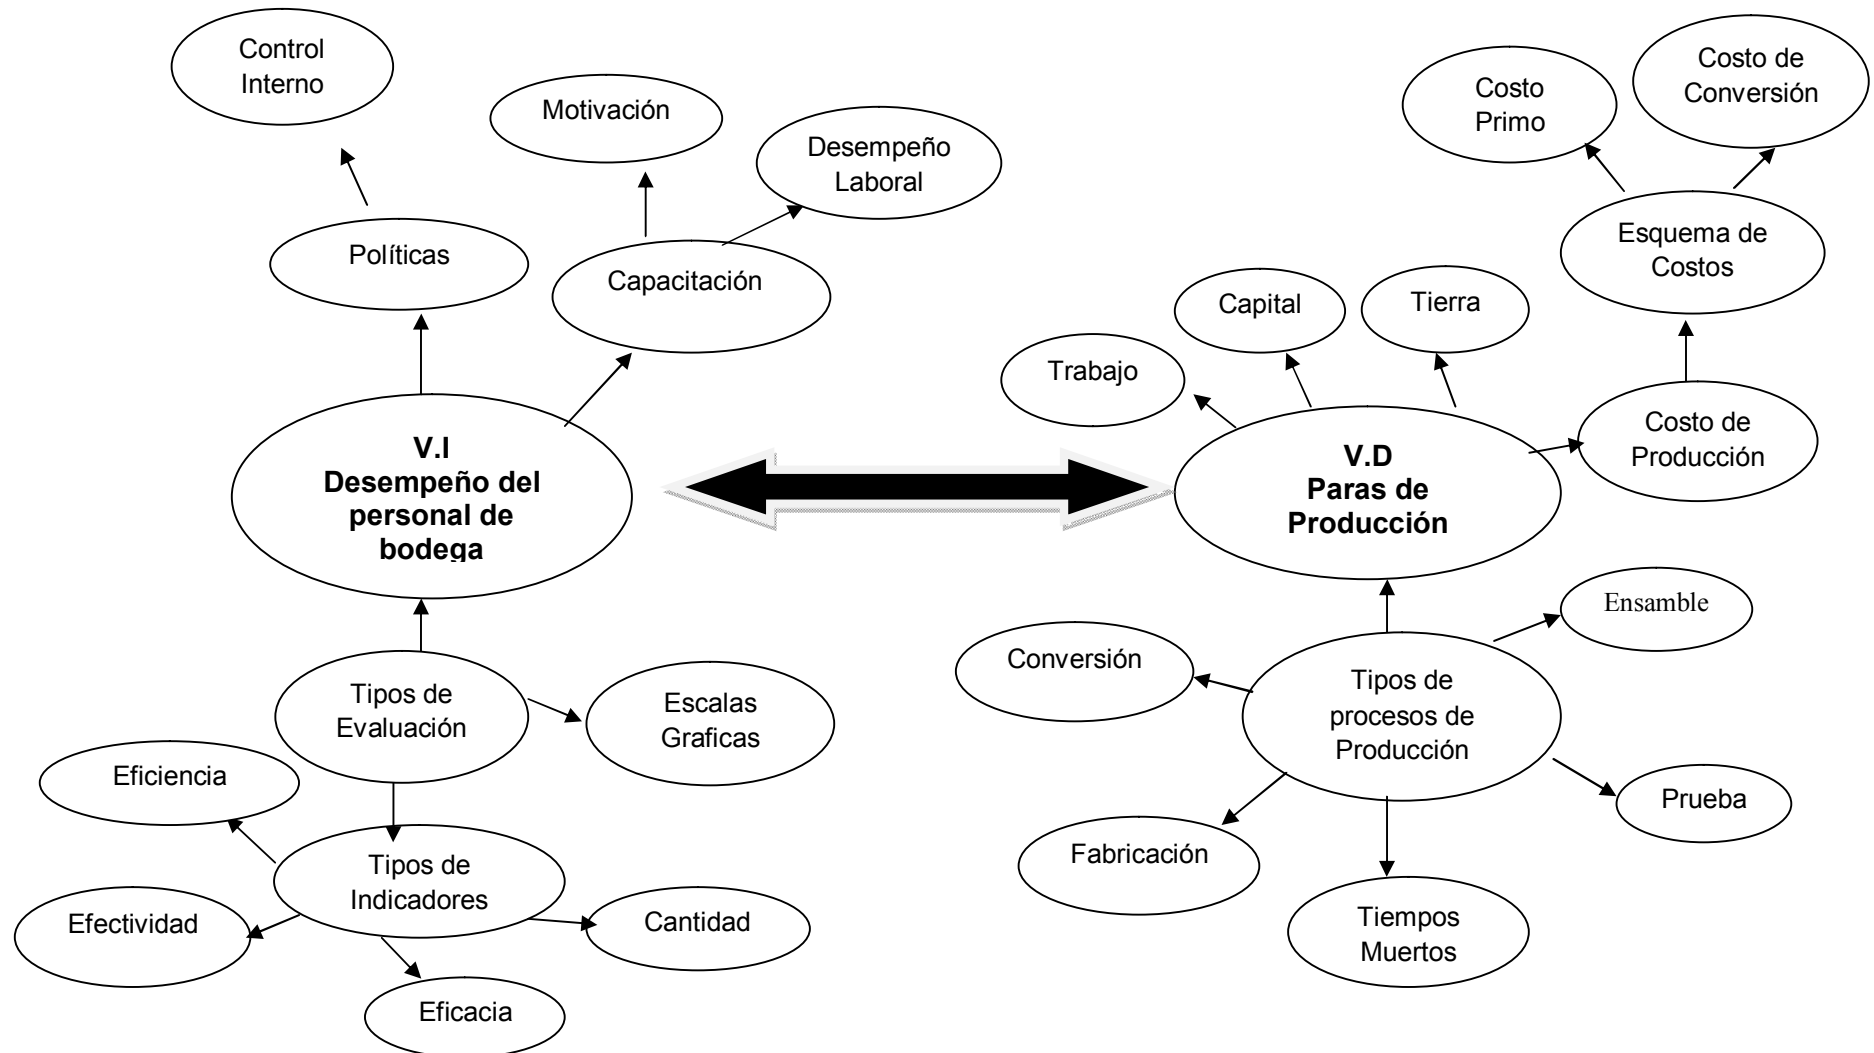 Control
Interno
Motivación
Desempeño
Laboral
Políticas
Capacitación
V.I
Desempeño del
personal de
bodega
Tipos de
Evaluación
Escalas
Graficas
Eficiencia
Tipos de
Indicadores
Efectividad
Cantidad
Eficacia
Costo
Primo
Costo de
Conversión
Esquema de
Costos
Capital
Tierra
Trabajo
Costo de
Producción
V.D
Paras de
Producción
Ensamble
Conversión
Tipos de
procesos de
Producción
Prueba
Fabricación
Tiempos
Muertos